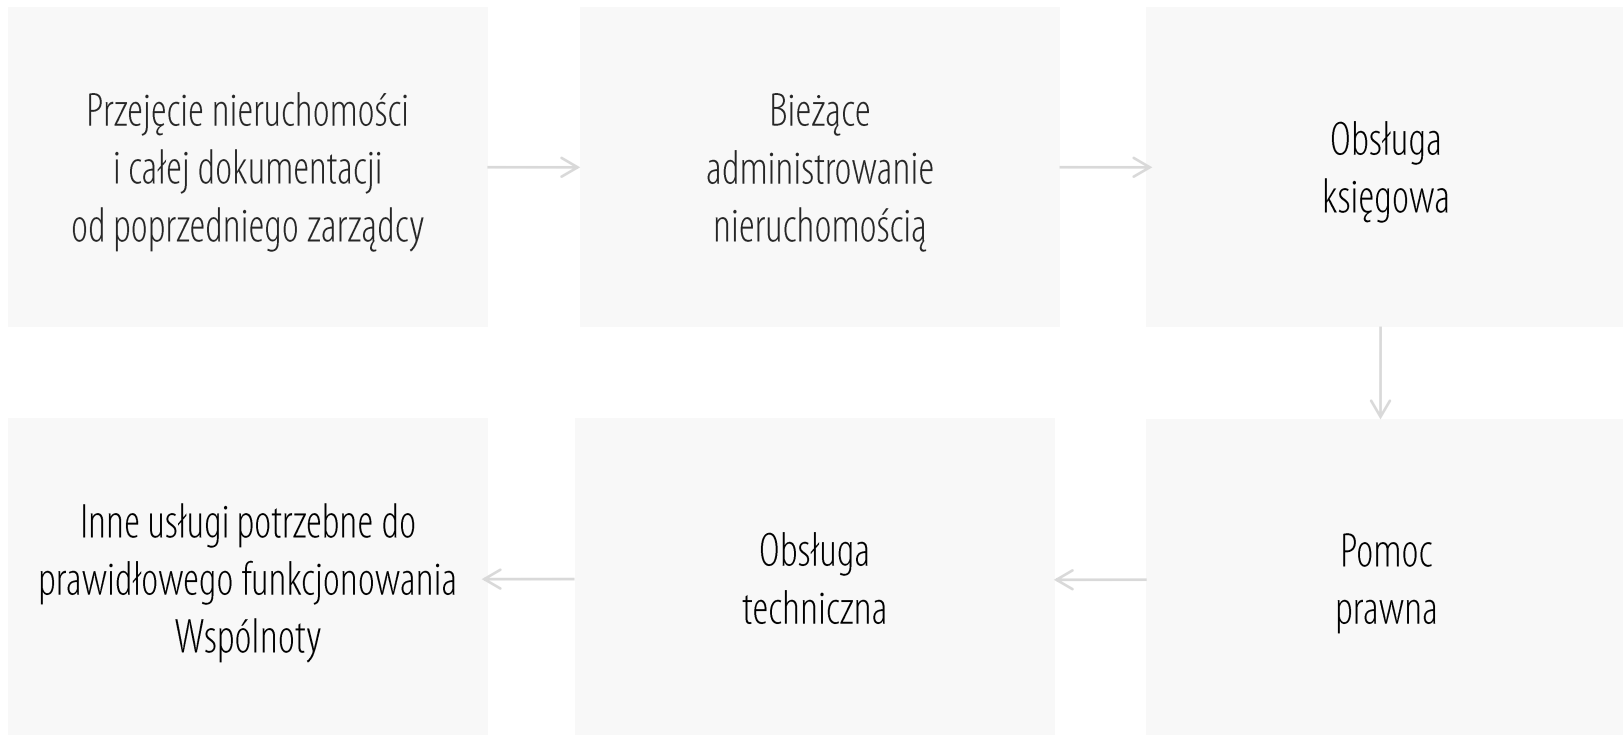 Przejęcie nieruchomości
i całej dokumentacji
od poprzedniego zarządcy
Bieżące
administrowanie
nieruchomością
Obsługa
księgowa
Pomoc
prawna
Obsługa
techniczna
Inne usługi potrzebne do
prawidłowego funkcjonowania
Wspólnoty